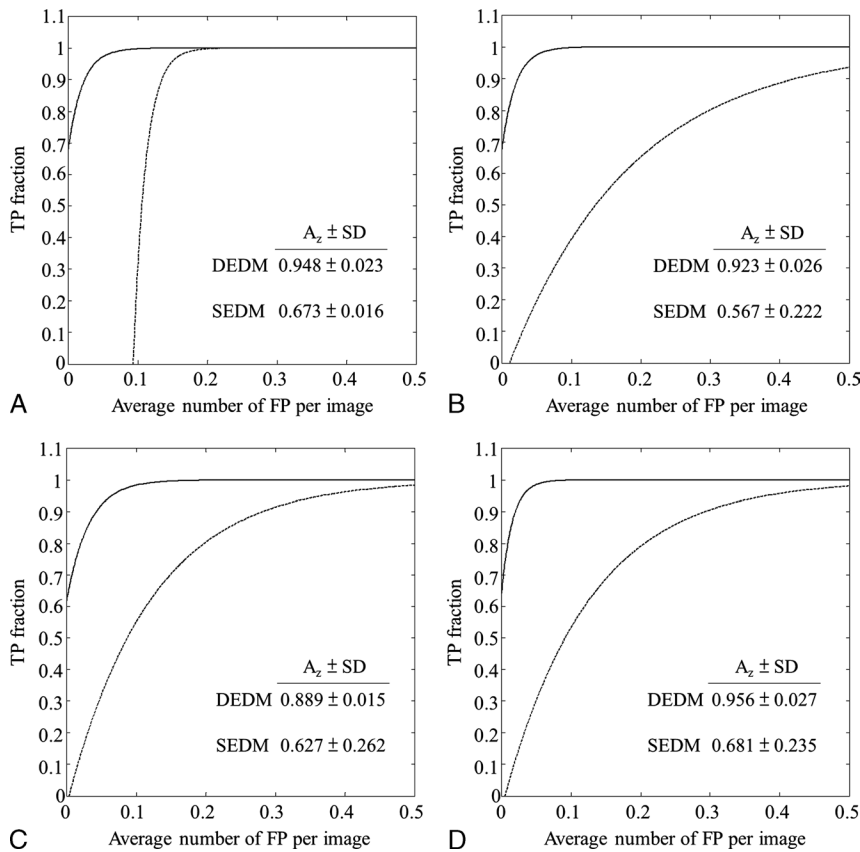 1.1
1
0.9
0.8
0.7
0.6
0.5
0.4
0.3
0.2
0.1
0
TP fraction
A_z ± SD
DEDM 0.948 ± 0.023
SEDM 0.673 ± 0.016
0 0.1 0.2 0.3 0.4 0.5
Average number of FP per image
A
1.1
1
0.9
0.8
0.7
0.6
0.5
0.4
0.3
0.2
0.1
0
TP fraction
A_z ± SD
DEDM 0.923 ± 0.026
SEDM 0.567 ± 0.222
0 0.1 0.2 0.3 0.4 0.5
Average number of FP per image
B
1.1
1
0.9
0.8
0.7
0.6
0.5
0.4
0.3
0.2
0.1
0
TP fraction
A_z ± SD
DEDM 0.889 ± 0.015
SEDM 0.627 ± 0.262
0 0.1 0.2 0.3 0.4 0.5
Average number of FP per image
C
1.1
1
0.9
0.8
0.7
0.6
0.5
0.4
0.3
0.2
0.1
0
TP fraction
A_z ± SD
DEDM 0.956 ± 0.027
SEDM 0.681 ± 0.235
0 0.1 0.2 0.3 0.4 0.5
Average number of FP per image
D